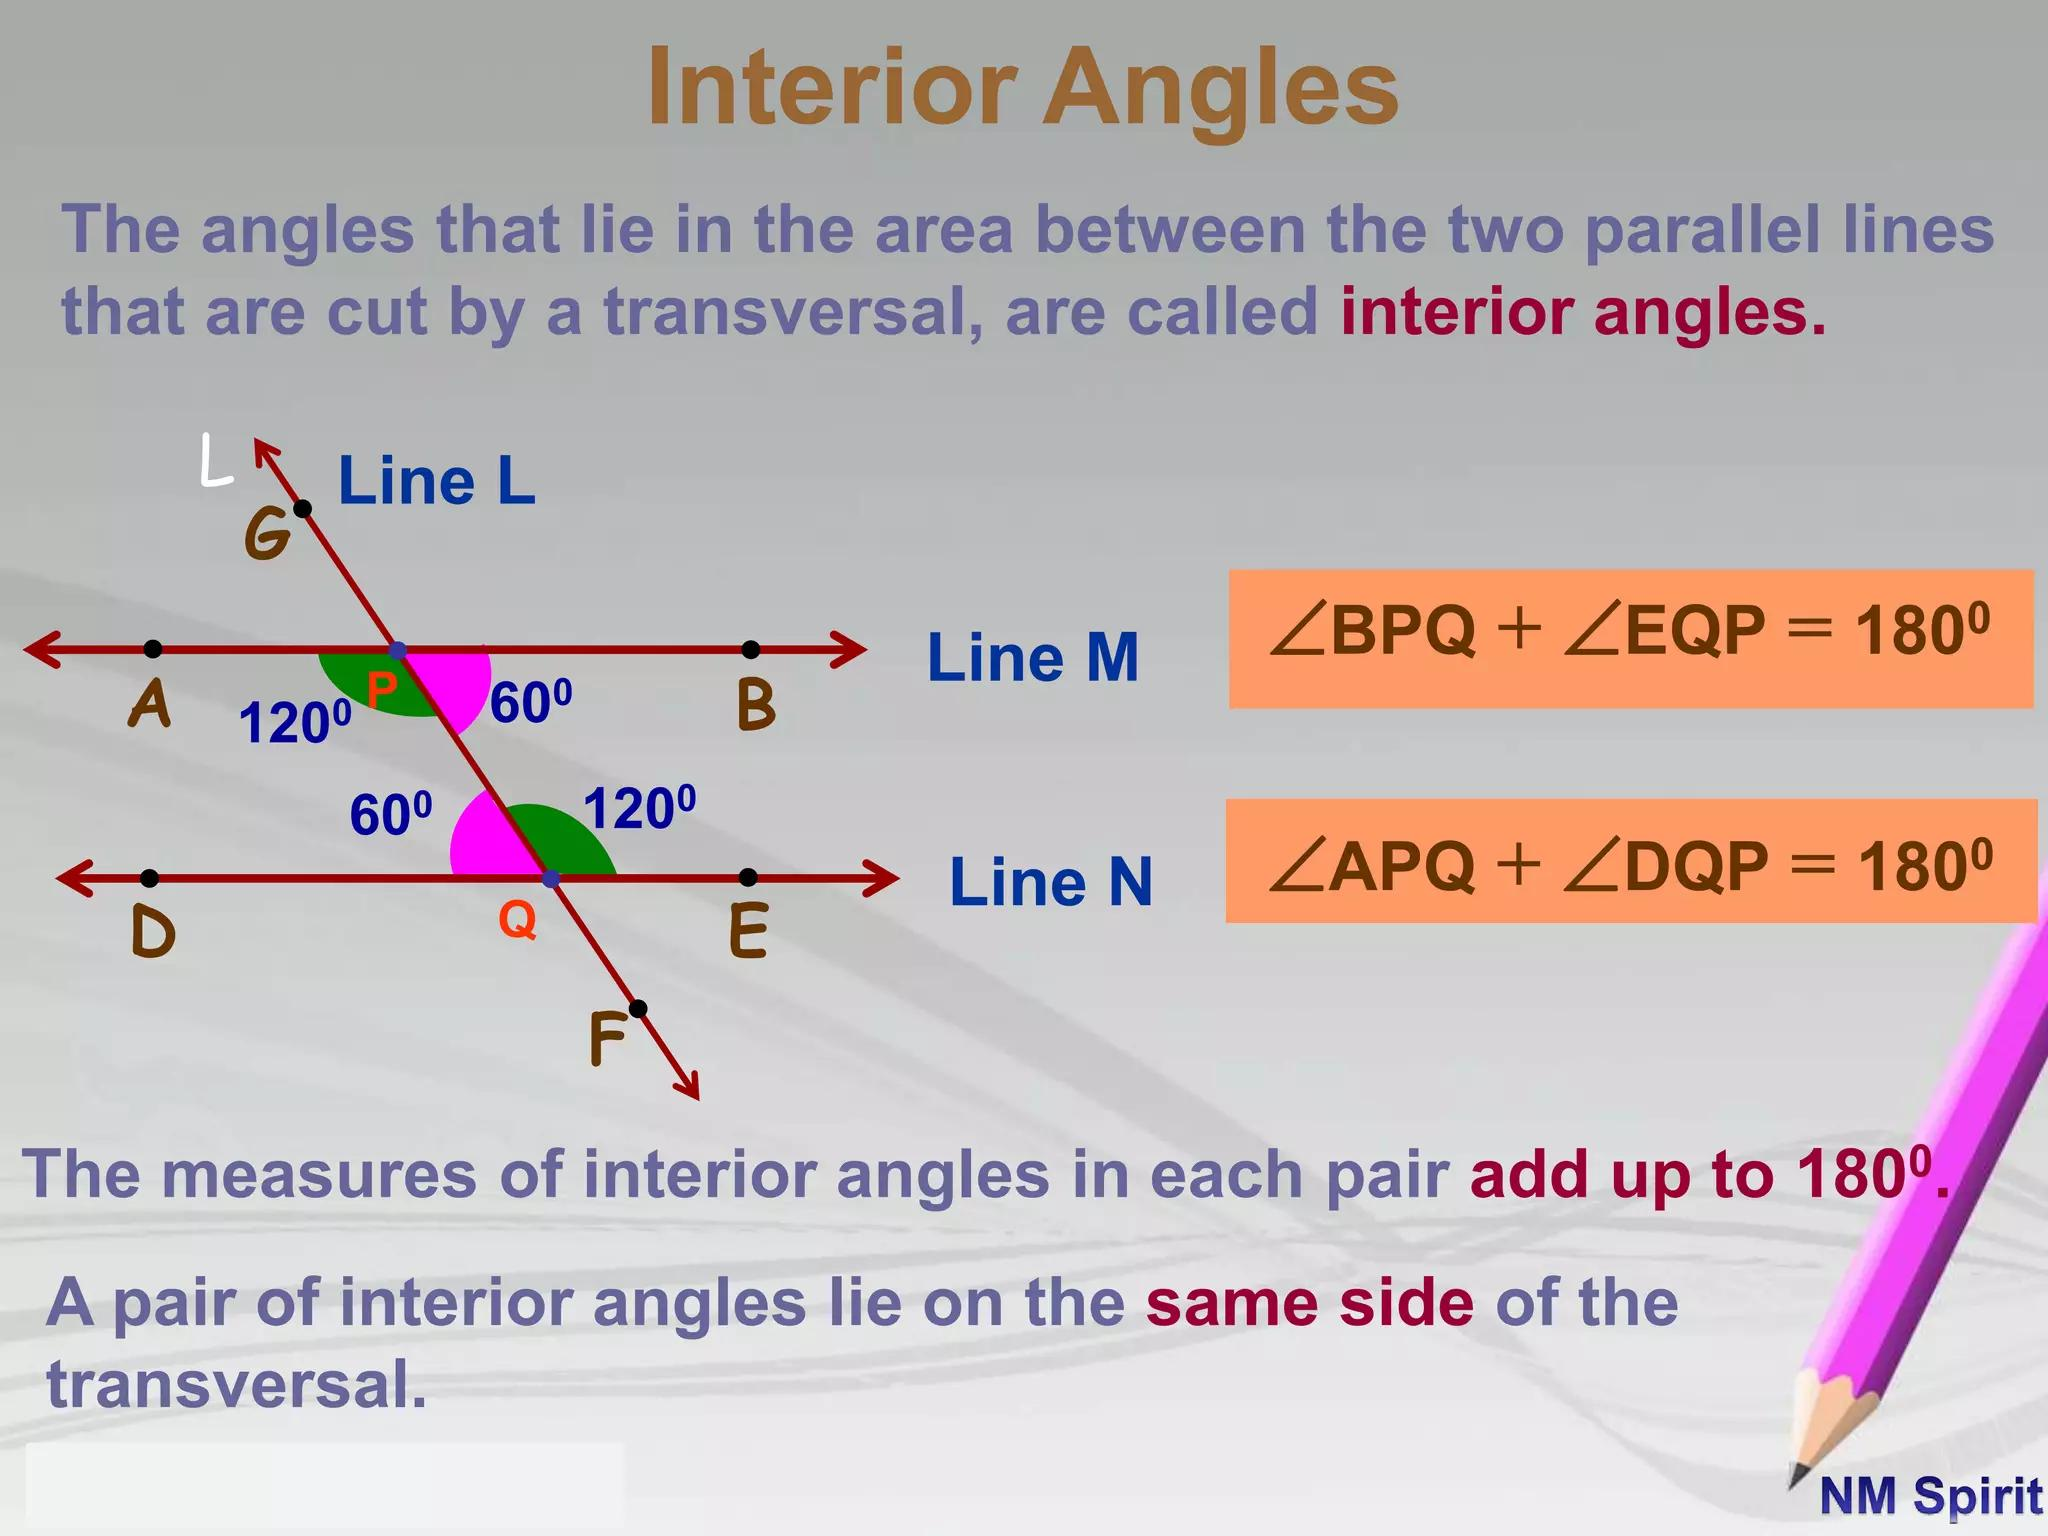 Interior Angles
The angles that lie in the area between the two parallel lines
that are cut by a transversal, are called interior angles.
L
Line L
G
Line M
∠BPQ + ∠EQP = 180⁰
A
120⁰
P
60⁰
B
60⁰
120⁰
Line N
∠APQ + ∠DQP = 180⁰
D
Q
E
F
The measures of interior angles in each pair add up to 180⁰.
A pair of interior angles lie on the same side of the
transversal.
NM Spirit